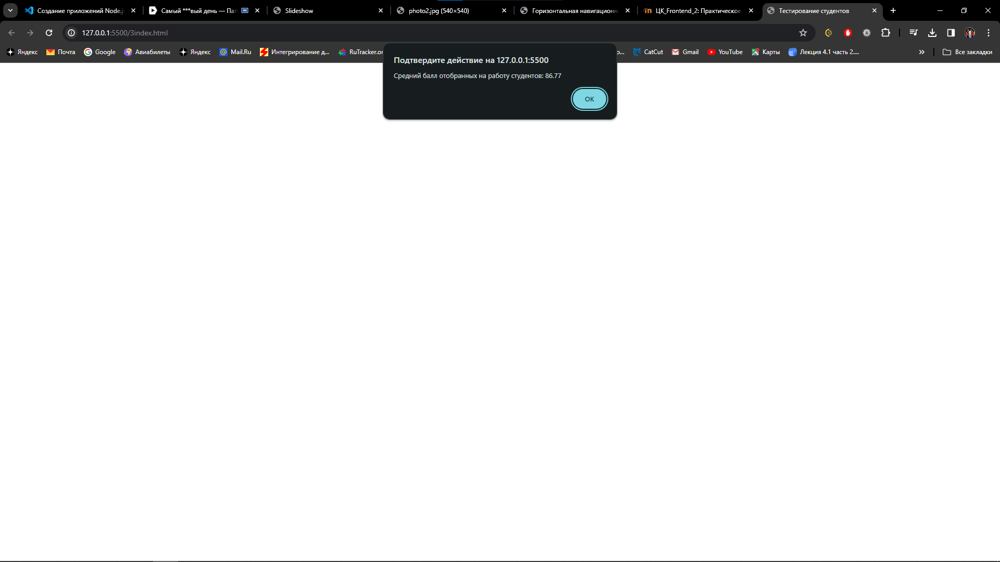 Создание приложений Node.j
Самый ***вый день — Пап
Slideshow
photo2.jpg (540×540)
Горизонтальная навигационн
ЦК_Frontend_2: Практическое
Тестирование студентов
127.0.0.1:5500/3index.html
Яндекс
Почта
Google
Авиабилеты
Яндекс
Mail.Ru
Интегрирование д...
RuTracker.or
р...
CatCut
Gmail
YouTube
Карты
Лекция 4.1 часть 2....
Все закладки
Подтвердите действие на 127.0.0.1:5500
Средний балл отобранных на работу студентов: 86.77
ОК